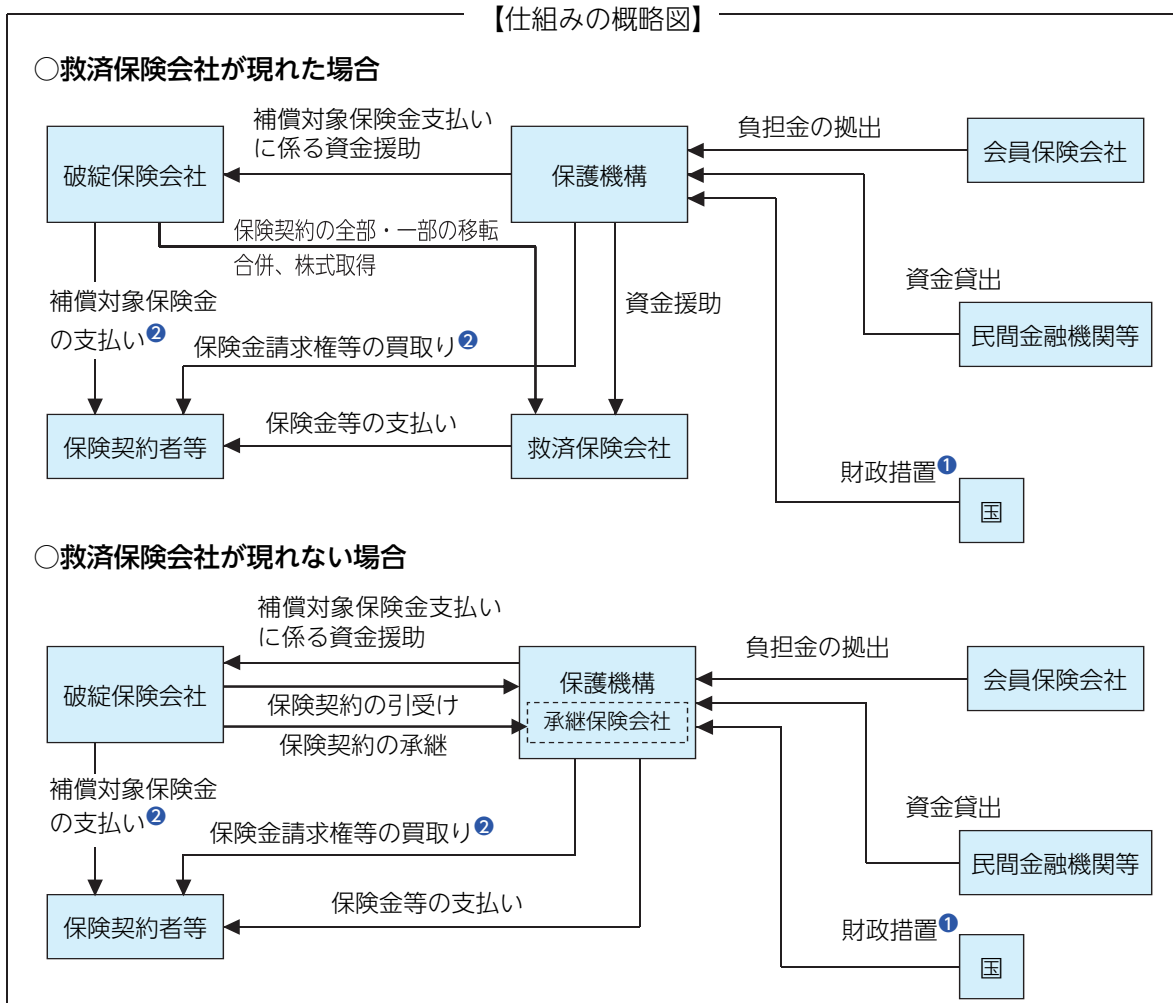 【仕組みの概略図】
○救済保険会社が現れた場合
補償対象保険金支払い
に係る資金援助
負担金の拠出
破綻保険会社
保護機構
会員保険会社
保険契約の全部・一部の移転
合併、株式取得
補償対象保険金
の支払い❷
資金援助
資金貸出
保険金請求権等の買取り❷
民間金融機関等
保険金等の支払い
保険契約者等
救済保険会社
財政措置❶
国
○救済保険会社が現れない場合
補償対象保険金支払い
に係る資金援助
負担金の拠出
破綻保険会社
保護機構
会員保険会社
保険契約の引受け
承継保険会社
保険契約の承継
補償対象保険金
の支払い❷
資金貸出
保険金請求権等の買取り❷
民間金融機関等
保険金等の支払い
保険契約者等
財政措置❶
国